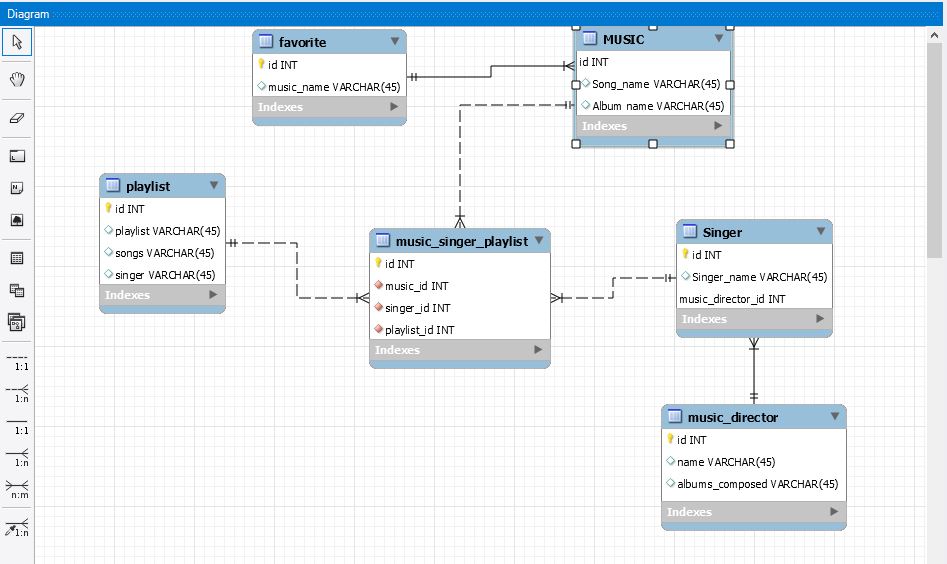 Diagram
favorite
id INT
music_name VARCHAR(45)
Indexes
MUSIC
id INT
Song_name VARCHAR(45)
Album name VARCHAR(45)
Indexes
playlist
id INT
playlist VARCHAR(45)
songs VARCHAR(45)
singer VARCHAR(45)
Indexes
music_singer_playlist
id INT
music_id INT
singer_id INT
playlist_id INT
Indexes
Singer
id INT
Singer_name VARCHAR(45)
music_director_id INT
Indexes
music_director
id INT
name VARCHAR(45)
albums_composed VARCHAR(45)
Indexes
1:1
1:n
1:1
1:n
n:m
1:n